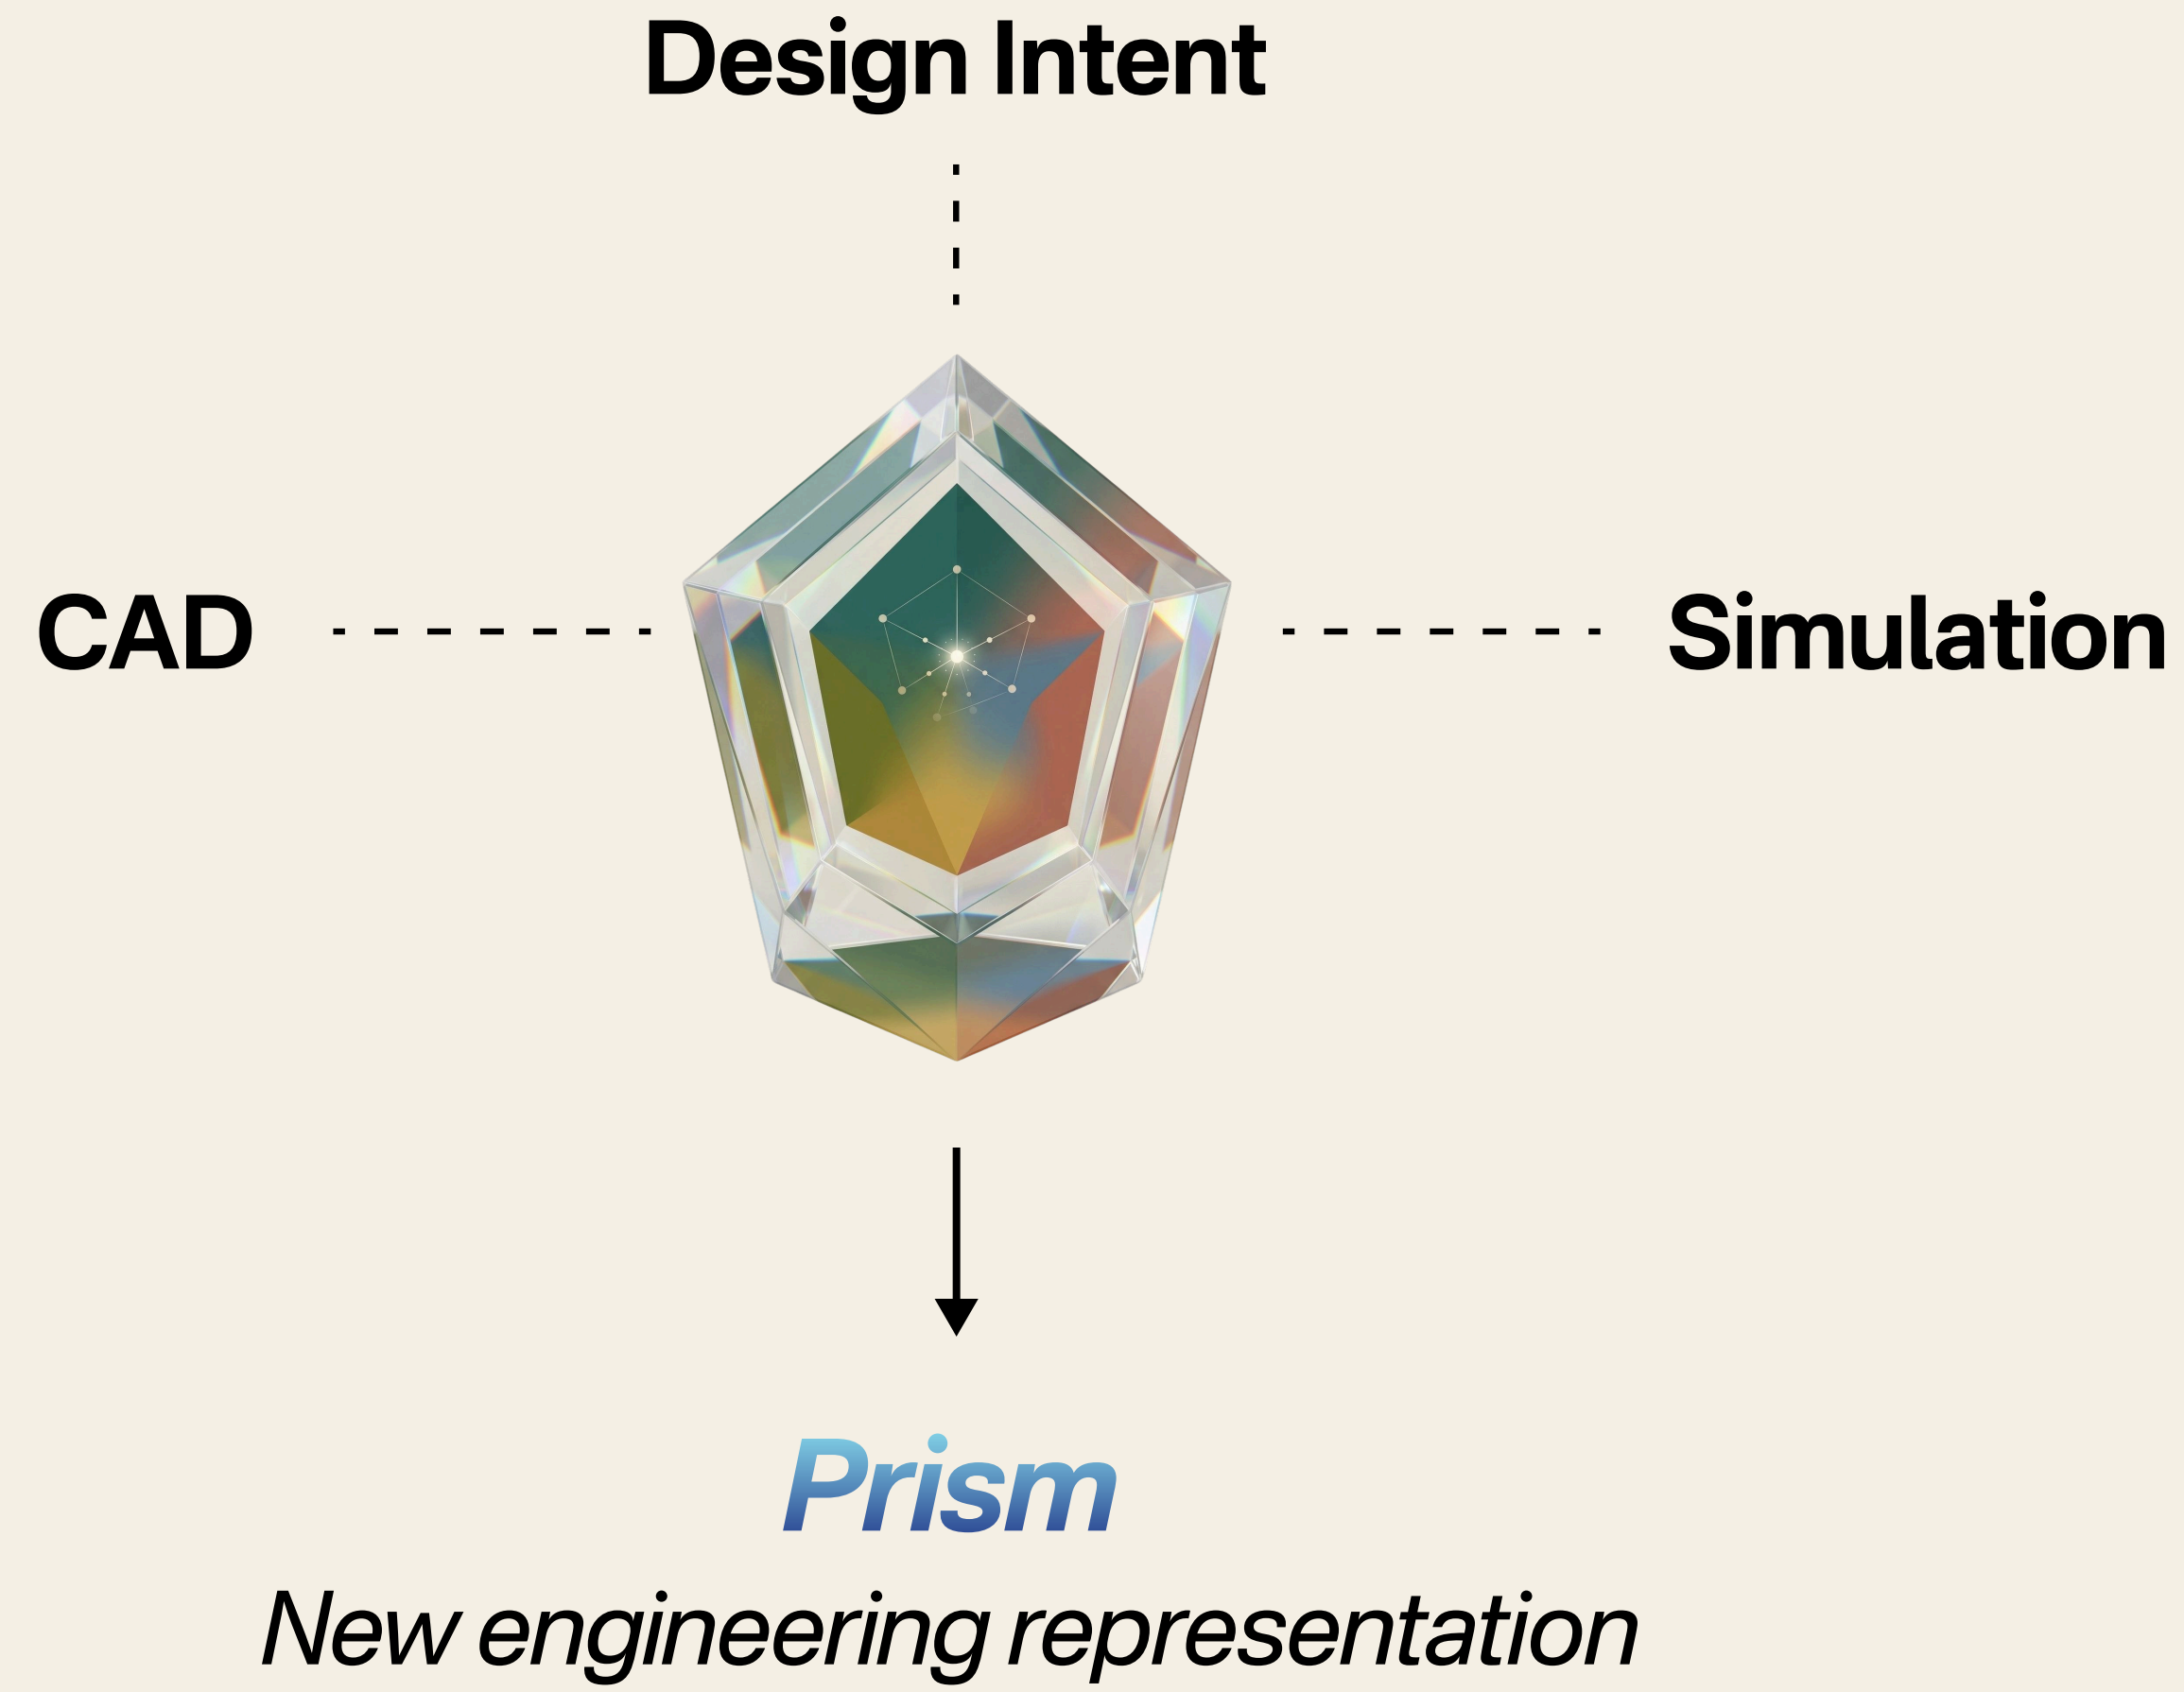 Design Intent
CAD
Simulation
Prism
New engineering representation